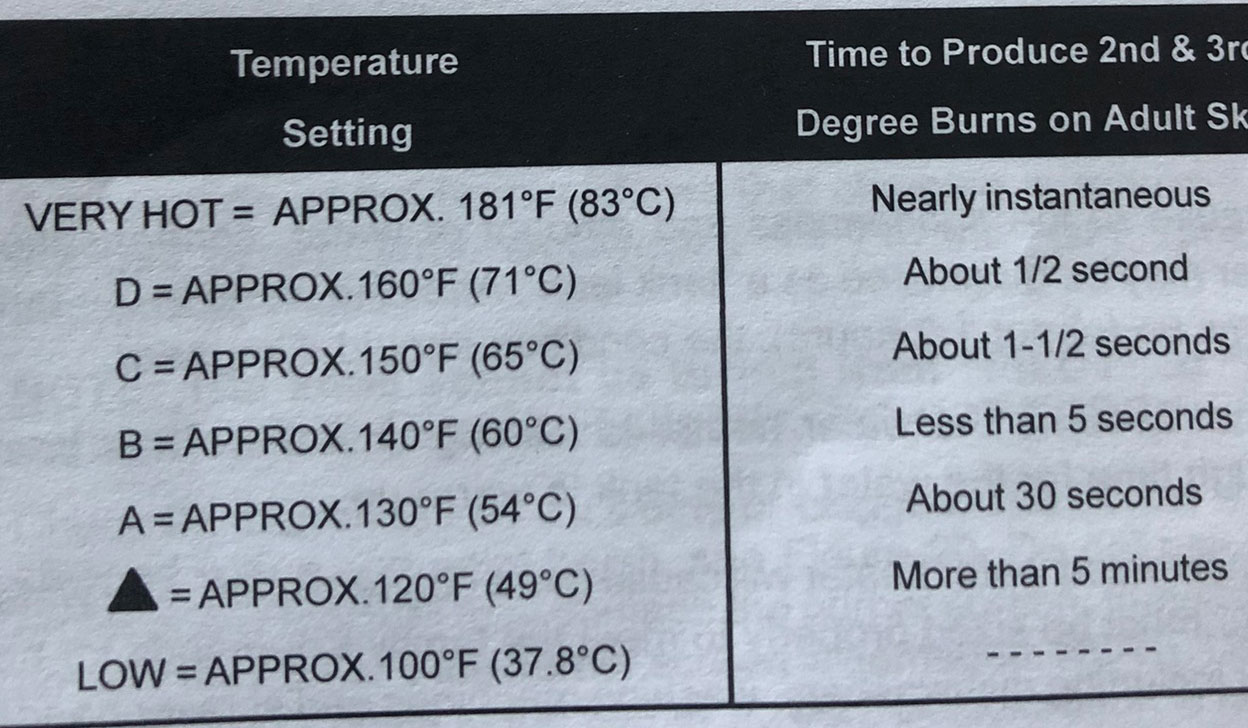 Temperature
Setting
Time to Produce 2nd & 3r
Degree Burns on Adult Sk
VERY HOT = APPROX. 181°F (83°C) Nearly instantaneous
D = APPROX.160°F (71°C) About 1/2 second
C = APPROX.150°F (65°C) About 1-1/2 seconds
B = APPROX.140°F (60°C) Less than 5 seconds
A = APPROX.130°F (54°C) About 30 seconds
▲ = APPROX.120°F (49°C) More than 5 minutes
LOW = APPROX.100°F (37.8°C) --------